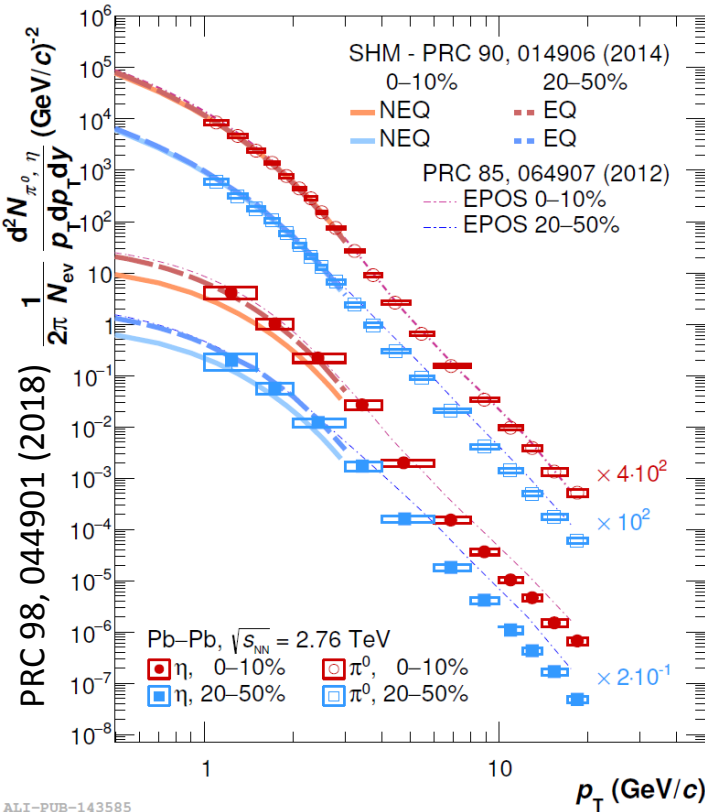 PRC 98, 044901 (2018)
1/(2π N_ev) d²N_{π⁰, η}/(p_T dp_T dy) (GeV/c)⁻²
10⁶
10⁵
10⁴
10³
10²
10
1
10⁻¹
10⁻²
10⁻³
10⁻⁴
10⁻⁵
10⁻⁶
10⁻⁷
10⁻⁸
SHM - PRC 90, 014906 (2014)
0–10% 20–50%
NEQ EQ
NEQ EQ
PRC 85, 064907 (2012)
EPOS 0–10%
EPOS 20–50%
× 4·10²
× 10²
× 2·10⁻¹
Pb–Pb, √s_NN = 2.76 TeV
η, 0–10% π⁰, 0–10%
η, 20–50% π⁰, 20–50%
1 10
p_T (GeV/c)
ALI-PUB-143585